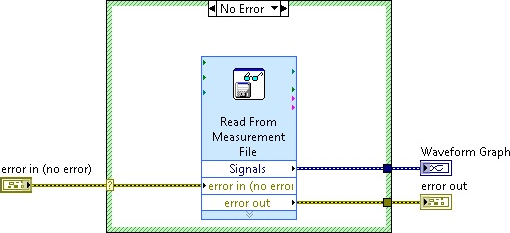 No Error
Read From
Measurement
File
Signals
Waveform Graph
error in (no error)
?
error in (no erro
error out
error out